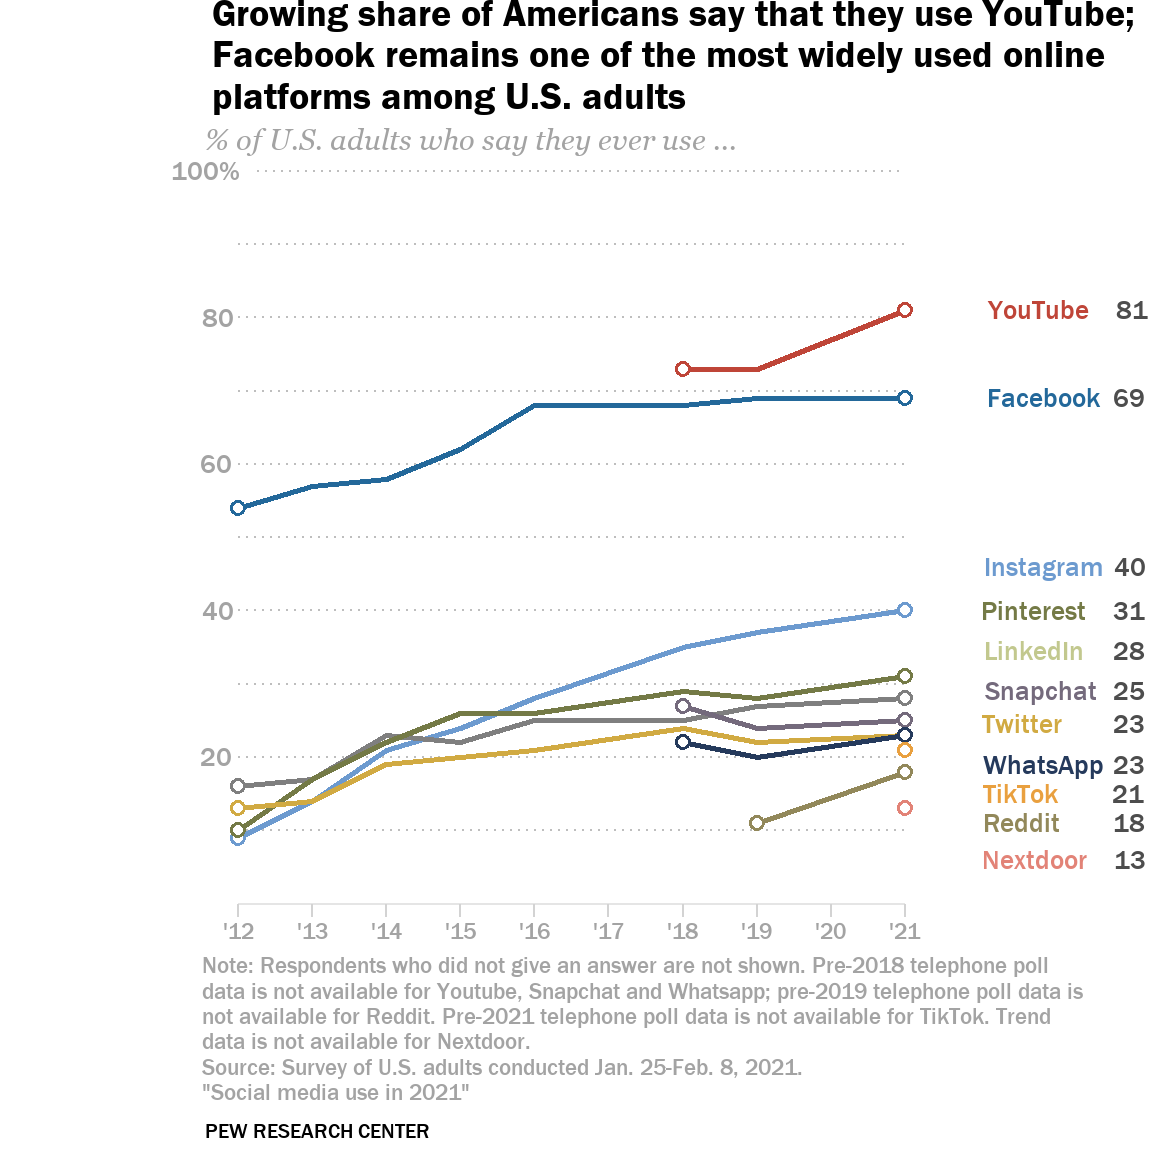 Growing share of Americans say that they use YouTube;
Facebook remains one of the most widely used online
platforms among U.S. adults
% of U.S. adults who say they ever use ...
100%
80
YouTube 81
Facebook 69
60
Instagram 40
40
Pinterest 31
LinkedIn 28
Snapchat 25
Twitter 23
20
WhatsApp 23
TikTok 21
Reddit 18
Nextdoor 13
'12 '13 '14 '15 '16 '17 '18 '19 '20 '21
Note: Respondents who did not give an answer are not shown. Pre-2018 telephone poll
data is not available for Youtube, Snapchat and Whatsapp; pre-2019 telephone poll data is
not available for Reddit. Pre-2021 telephone poll data is not available for TikTok. Trend
data is not available for Nextdoor.
Source: Survey of U.S. adults conducted Jan. 25-Feb. 8, 2021.
"Social media use in 2021"
PEW RESEARCH CENTER